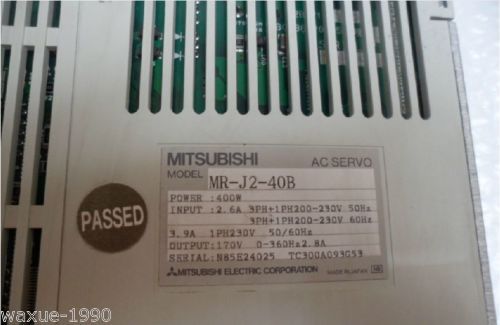 MITSUBISHI AC SERVO
MODEL MR-J2-40B
POWER :400W
INPUT :2.6A 3PH+1PH200-230V 50Hz
3PH+1PH200-230V 60Hz
3.9A 1PH230V 50/60Hz
OUTPUT:170V 0-360Hz2.8A
SERIAL:N85E24025 TC300A093G53
MITSUBISHI ELECTRIC CORPORATION MADE IN JAPAN
PASSED
waxue-1990